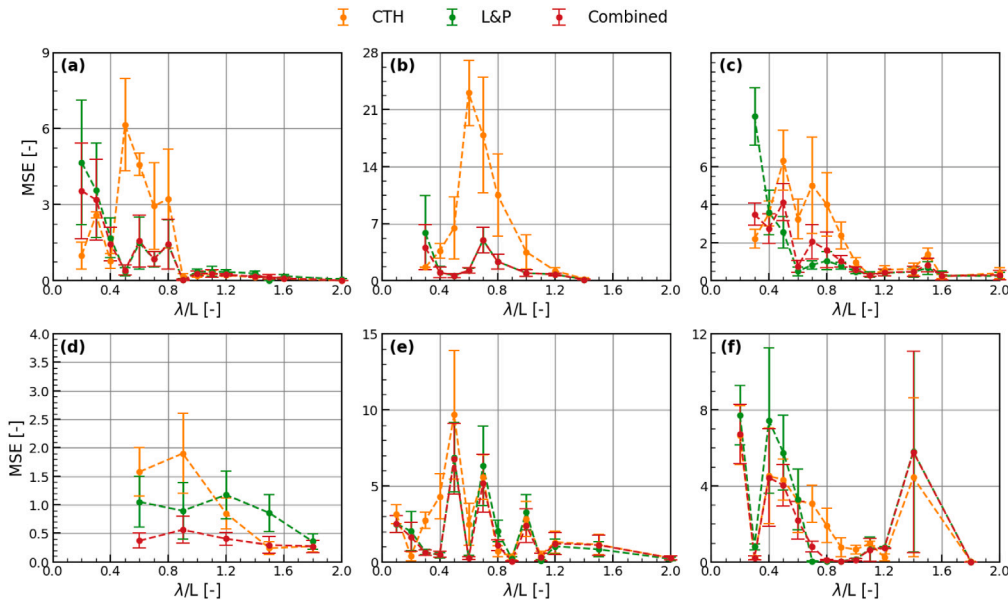 CTH L&P Combined
(a) (b) (c)
9 28
6 21 6
14 4
3 7 2
0 0 0
MSE [-]
0.0 0.4 0.8 1.2 1.6 2.0 0.0 0.4 0.8 1.2 1.6 2.0 0.0 0.4 0.8 1.2 1.6 2.0
λ/L [-] λ/L [-] λ/L [-]
(d) (e) (f)
4.0 15 12
3.5
3.0
2.5 10 8
2.0
1.5
1.0 5 4
0.5
0.0 0 0
MSE [-]
0.0 0.4 0.8 1.2 1.6 2.0 0.0 0.4 0.8 1.2 1.6 2.0 0.0 0.4 0.8 1.2 1.6 2.0
λ/L [-] λ/L [-] λ/L [-]